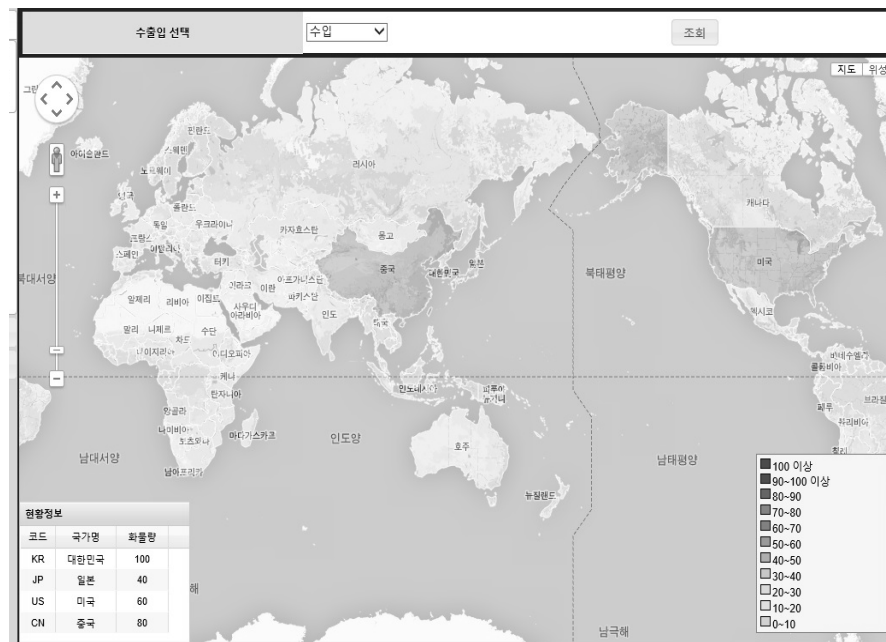 수출입 선택
수입
조회
지도
위성
그린
아이슬란드
핀란드
스웨덴
노르웨이
러시아
영국
폴란드
독일
우크라이나
프랑스
이탈리아
스페인
터키
카자흐스탄
몽고
중국
대한민국
일본
북대서양
이라크
이란
아프가니스탄
파키스탄
알제리
리비아
이집트
사우디
아라비아
인도
태국
말리
니제르
차드
수단
나이지리아
에디오피아
케냐
탄자니아
앙골라
나미비아
보츠와나
마다가스카르
남아프리카
인도네시아
파푸아
뉴기니
호주
뉴질랜드
인도양
남대서양
북태평양
남태평양
캐나다
미국
멕시코
베네수엘라
콜롬비아
페루
브라질
볼리비아
칠레
남극해
해
현황정보
코드 국가명 화물량
KR 대한민국 100
JP 일본 40
US 미국 60
CN 중국 80
100 이상
90~100 이상
80~90
70~80
60~70
50~60
40~50
30~40
20~30
10~20
0~10